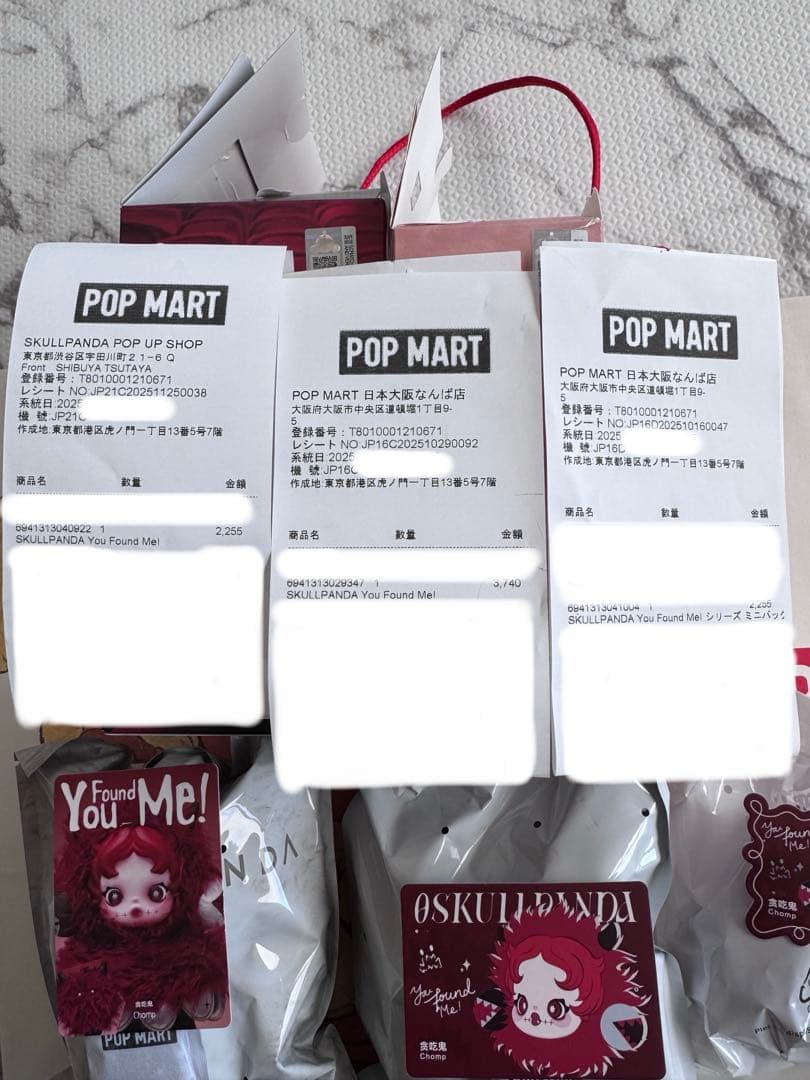 POP MART
SKULLPANDA POP UP SHOP
東京都渋谷区宇田川町２１−６Ｑ
Front SHIBUYA TSUTAYA
登録番号：T8010001210671
レシート NO:JP21C202511250038
系統日:2025
機 號:JP21C
作成地:東京都港区虎ノ門一丁目13番5号7階
商品名 数量 金額
6941313040922 1 2,255
SKULLPANDA You Found Me!
POP MART
POP MART 日本大阪なんば店
大阪府大阪市中央区道頓堀1丁目9-
5
登録番号：T8010001210671
レシート NO:JP16C202510290092
系統日:2025
機 號:JP16C
作成地:東京都港区虎ノ門一丁目13番5号7階
商品名 数量 金額
6941313029347 1 3,740
SKULLPANDA You Found Me!
POP MART
POP MART 日本大阪なんば店
大阪府大阪市中央区道頓堀1丁目9-
5
登録番号：T8010001210671
レシート NO:JP16D202510160047
系統日:2025
機 號:JP16D
作成地:東京都港区虎ノ門一丁目13番5号7階
商品名 数量 金額
6941313041004 1 2,255
SKULLPANDA You Found Me! シリーズ ミニバック
You Found Me!
贪吃鬼
Chomp
POP MART
SKULLPANDA
You found
Me!
贪吃鬼
Chomp
You found
Me!
贪吃鬼
Chomp